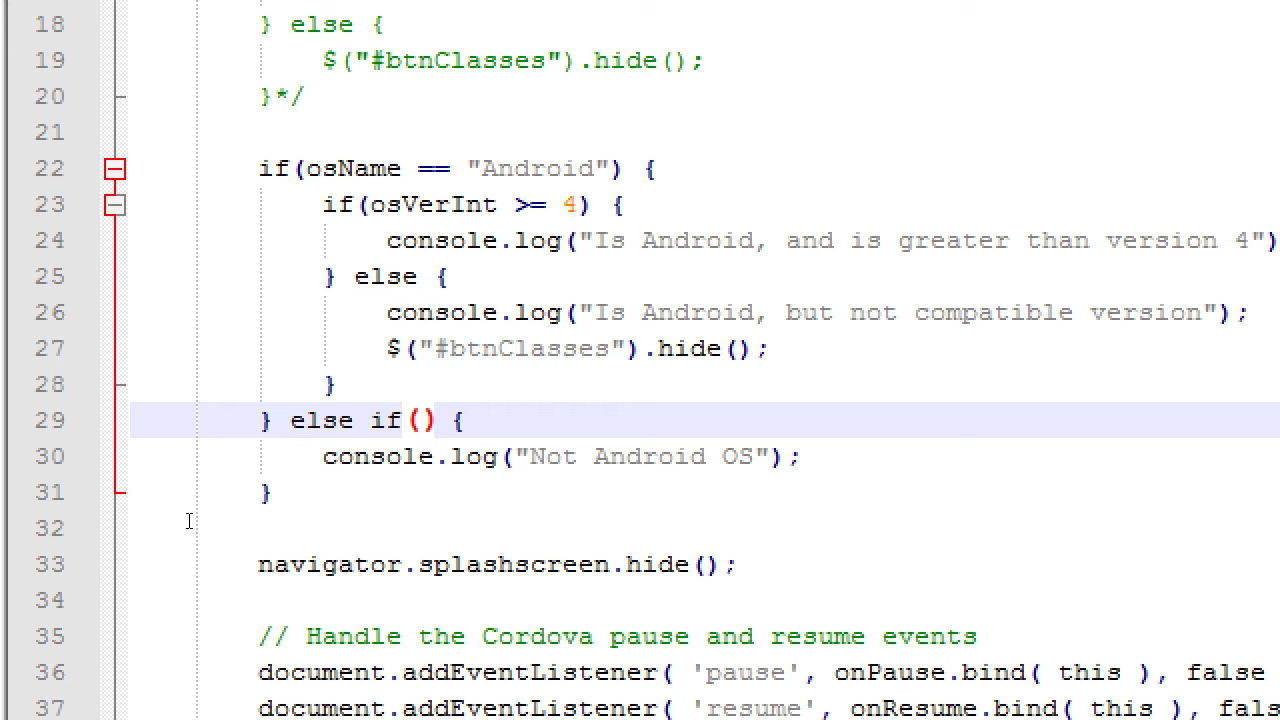 18 } else {
19 $("#btnClasses").hide();
20 }*/
21
22 if(osName == "Android") {
23 if(osVerInt >= 4) {
24 console.log("Is Android, and is greater than version 4")
25 } else {
26 console.log("Is Android, but not compatible version");
27 $("#btnClasses").hide();
28 }
29 } else if() {
30 console.log("Not Android OS");
31 }
32
33 navigator.splashscreen.hide();
34
35 // Handle the Cordova pause and resume events
36 document.addEventListener( 'pause', onPause.bind( this ), false
37 document.addEventListener( 'resume', onResume.bind( this ), fals